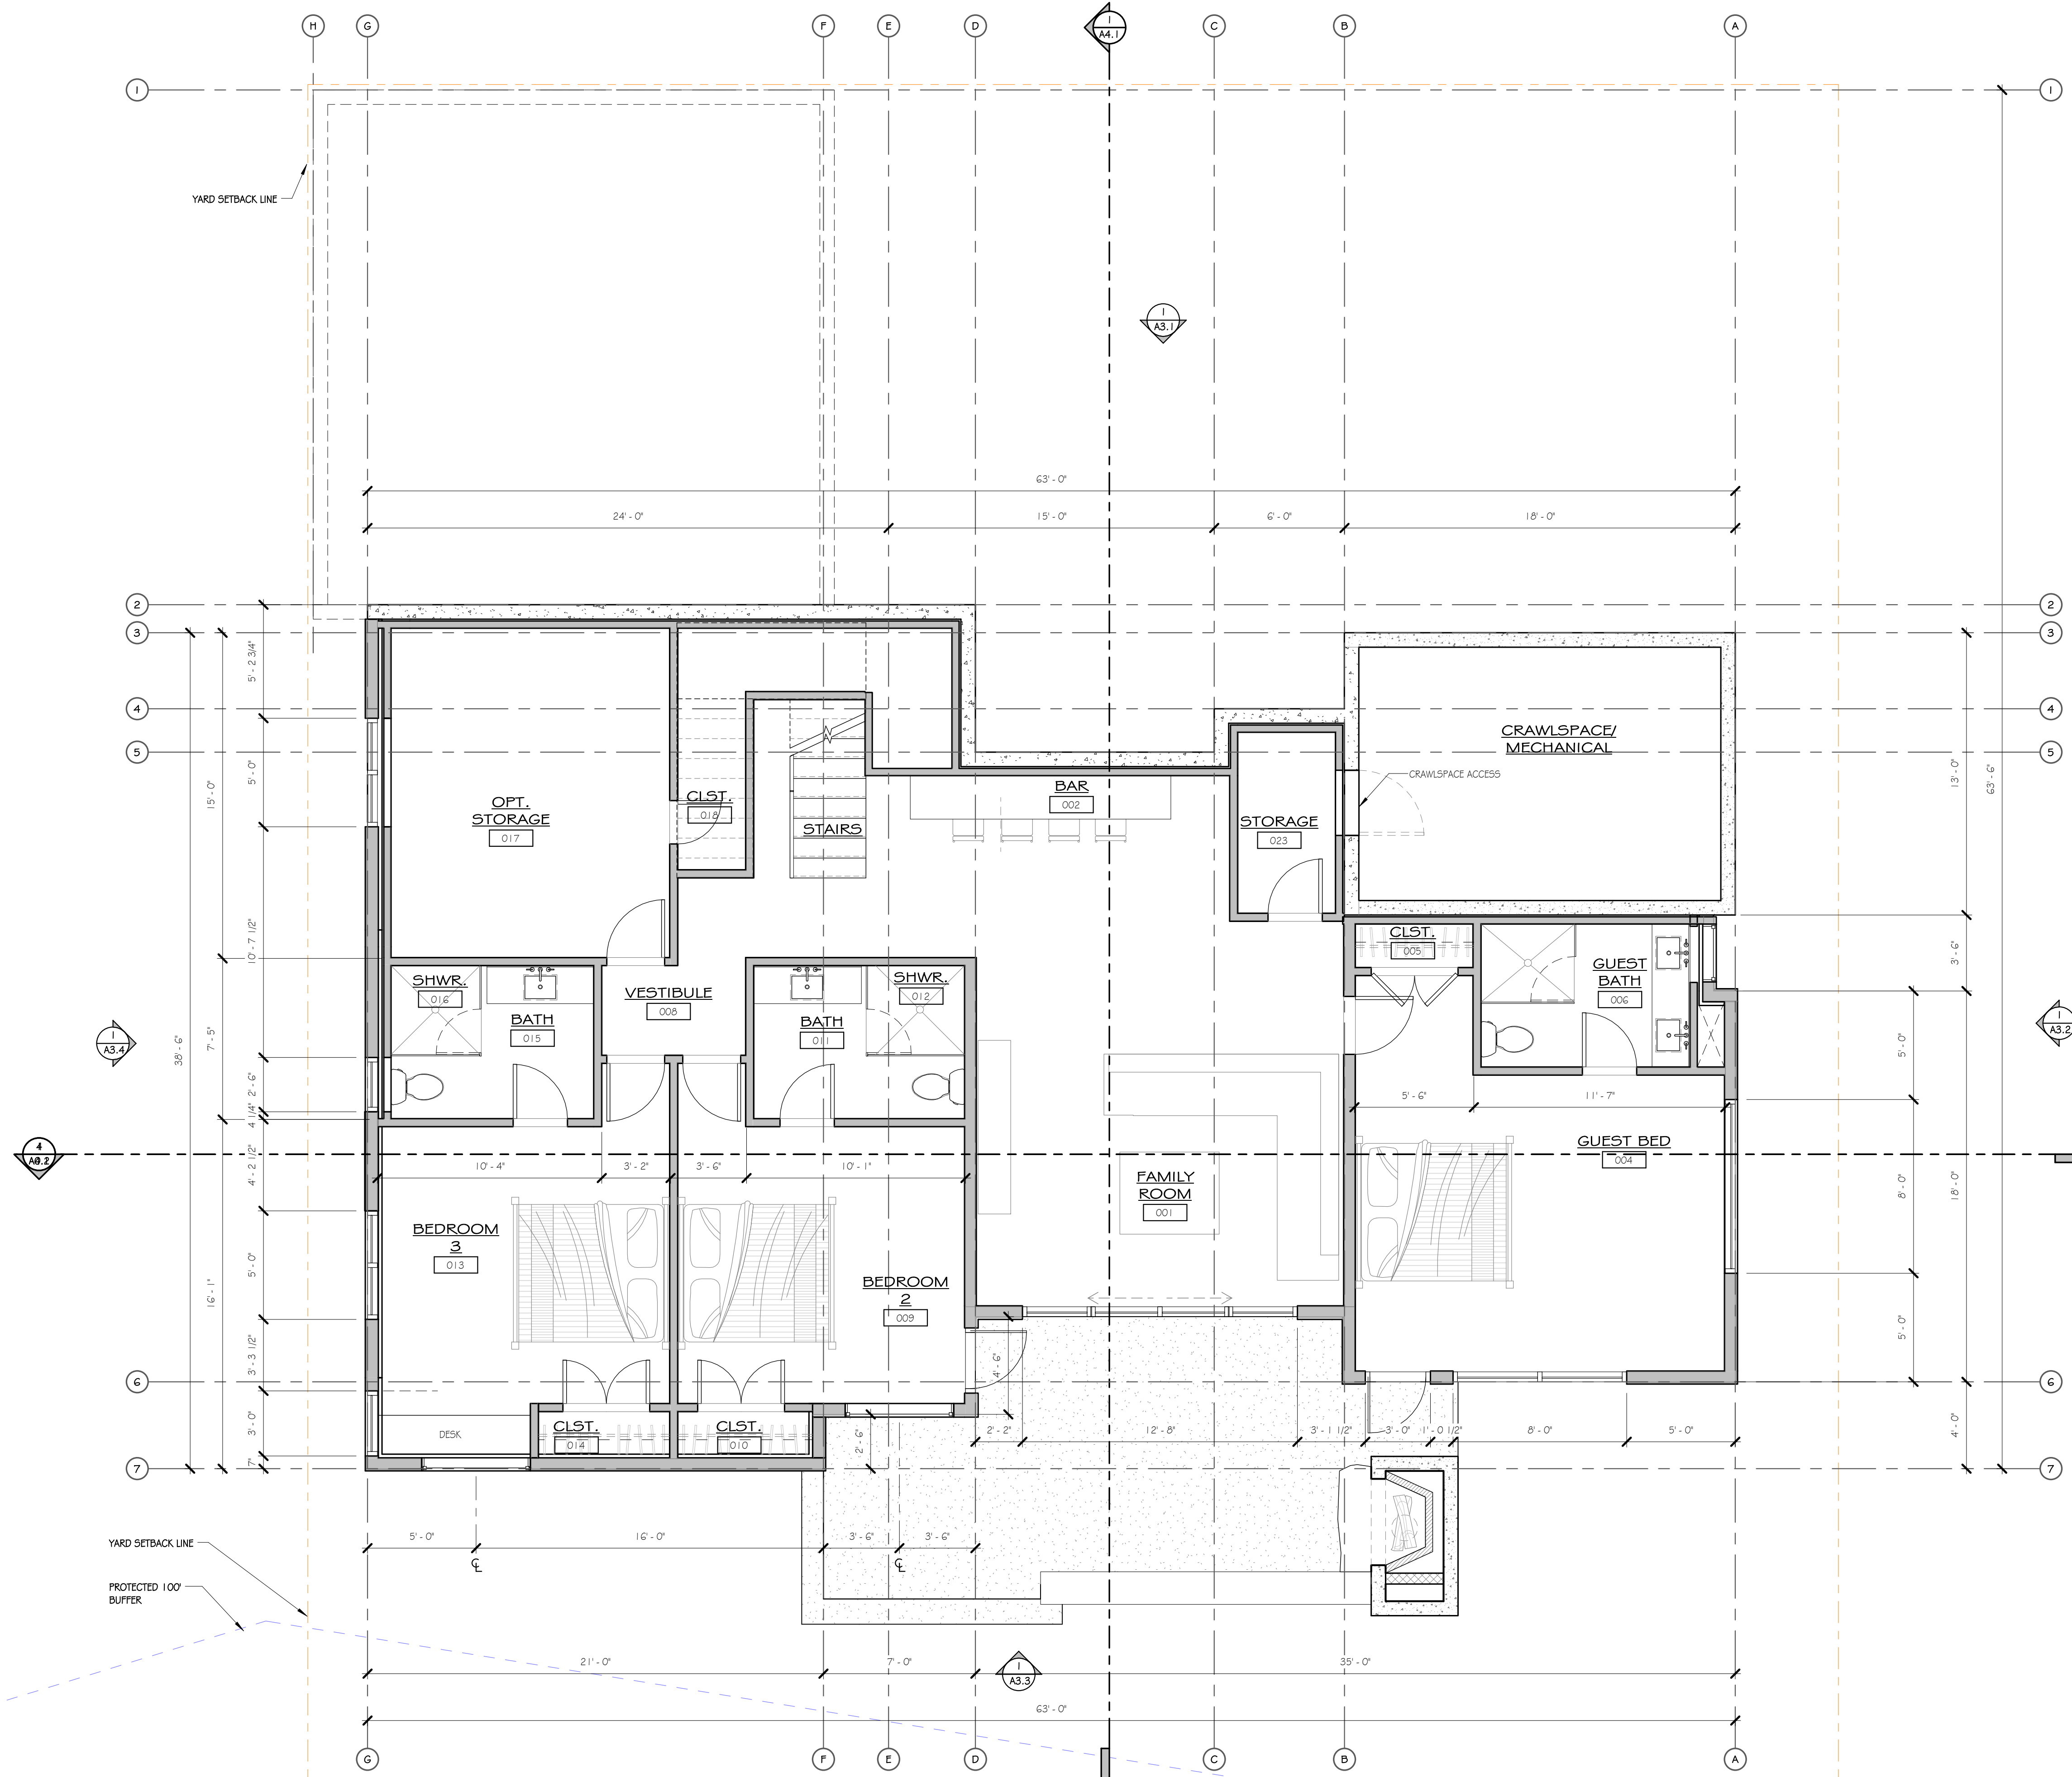 H
G
F
E
D
1
A4.1
C
B
A
1
1
YARD SETBACK LINE
1
A3.1
63' - 0"
24' - 0"
15' - 0"
6' - 0"
18' - 0"
2
2
3
3
4
4
5
5
5' - 2 3/4"
5' - 0"
10' - 7 1/2"
2' - 6"
4 1/4"
4' - 2 1/2"
5' - 0"
3' - 3 1/2"
3' - 0"
7"
15' - 0"
7' - 5"
16' - 1"
38' - 6"
CRAWLSPACE/
MECHANICAL
CRAWLSPACE ACCESS
OPT.
STORAGE
017
CLST.
018
STAIRS
BAR
002
STORAGE
023
13' - 0"
63' - 6"
3' - 6"
18' - 0"
4' - 0"
5' - 0"
8' - 0"
5' - 0"
SHWR.
016
BATH
015
VESTIBULE
008
BATH
011
SHWR.
012
CLST.
005
GUEST
BATH
006
1
A3.4
1
A3.2
5' - 6"
11' - 7"
GUEST BED
004
4
10' - 4"
3' - 2"
3' - 6"
10' - 1"
FAMILY
ROOM
001
BEDROOM
3
013
BEDROOM
2
009
4' - 6"
6
6
DESK
CLST.
014
CLST.
010
2' - 6"
2' - 2"
12' - 8"
3' - 1 1/2"
3' - 0"
1' - 0 1/2"
8' - 0"
5' - 0"
7
7
YARD SETBACK LINE
5' - 0"
16' - 0"
3' - 6"
3' - 6"
PROTECTED 100'
BUFFER
21' - 0"
7' - 0"
35' - 0"
1
A3.3
63' - 0"
G
F
E
D
C
B
A